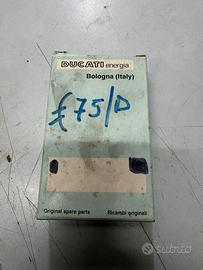 DUCATI energia
Bologna (Italy)
£75/D
Original spare parts
Ricambi originali
subito